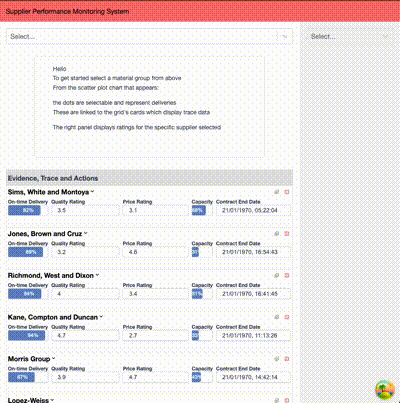 Supplier Performance Monitoring System
Select...
Select...
Hello
To get started select a material group from above
From the scatter plot chart that appears:
the dots are selectable and represent deliveries
These are linked to the grid's cards which display trace data
The right panel displays ratings for the specific supplier selected
Evidence, Trace and Actions
Sims, White and Montoya
On-time Delivery Quality Rating Price Rating Capacity Contract End Date
82% 3.5 3.1 68% 21/01/1970, 05:22:04
Jones, Brown and Cruz
On-time Delivery Quality Rating Price Rating Capacity Contract End Date
89% 3.2 4.8 21/01/1970, 16:54:43
Richmond, West and Dixon
On-time Delivery Quality Rating Price Rating Capacity Contract End Date
84% 4 3.4 21/01/1970, 16:41:45
Kane, Compton and Duncan
On-time Delivery Quality Rating Price Rating Capacity Contract End Date
94% 4.7 2.7 21/01/1970, 11:13:26
Morris Group
On-time Delivery Quality Rating Price Rating Capacity Contract End Date
67% 3.9 4.7 21/01/1970, 14:42:14
Lopez-Weiss